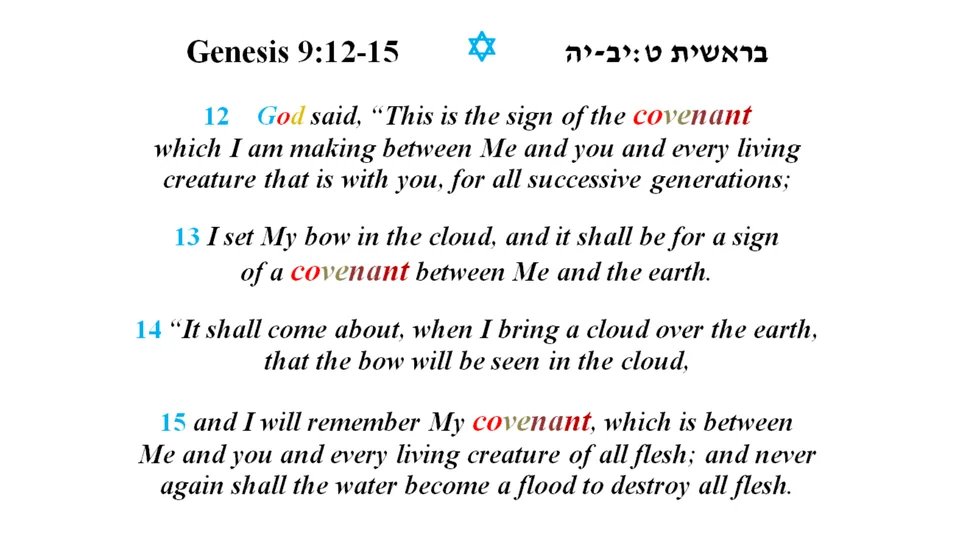 Genesis 9:12-15 ✡ בראשית ט:יב-יה
12 God said, “This is the sign of the covenant
which I am making between Me and you and every living
creature that is with you, for all successive generations;
13 I set My bow in the cloud, and it shall be for a sign
of a covenant between Me and the earth.
14 “It shall come about, when I bring a cloud over the earth,
that the bow will be seen in the cloud,
15 and I will remember My covenant, which is between
Me and you and every living creature of all flesh; and never
again shall the water become a flood to destroy all flesh.